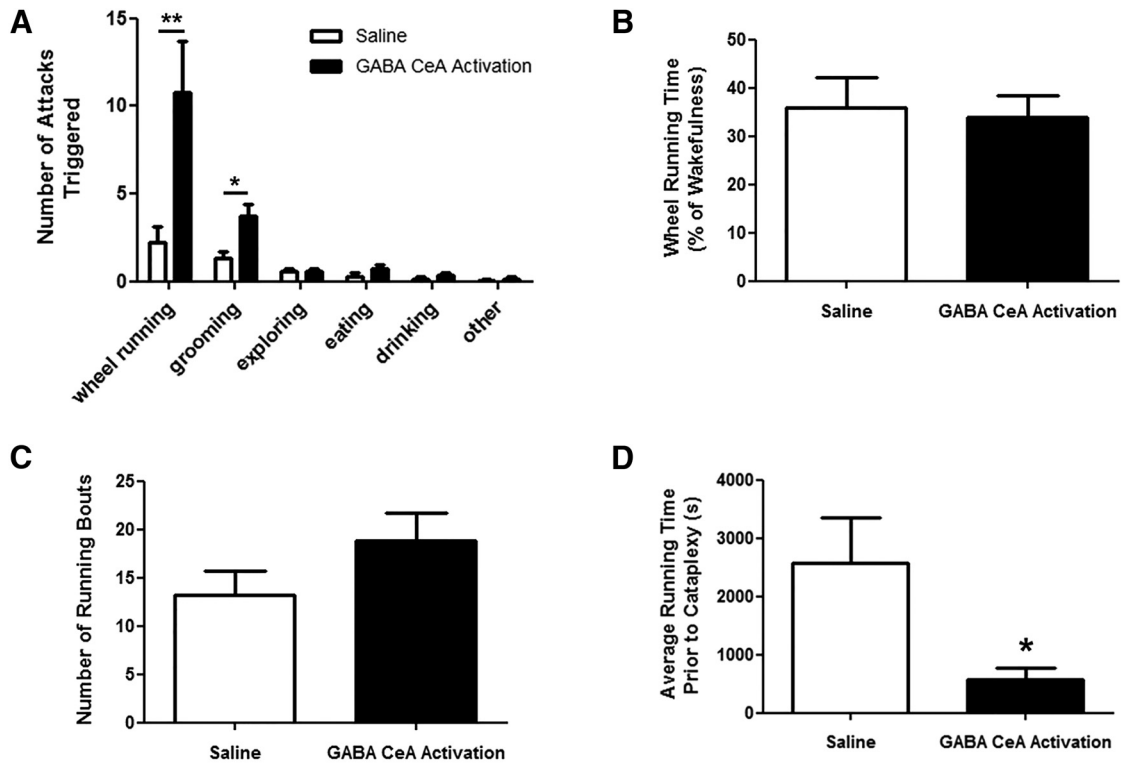 A
Number of Attacks
Triggered
15
10
5
0
**
*
Saline
GABA CeA Activation
wheel running
grooming
exploring
eating
drinking
other
B
Wheel Running Time
(% of Wakefulness)
50
40
30
20
10
0
Saline
GABA CeA Activation
C
Number of Running Bouts
25
20
15
10
5
0
Saline
GABA CeA Activation
D
Average Running Time
Prior to Cataplexy (s)
4000
3000
2000
1000
0
*
Saline
GABA CeA Activation